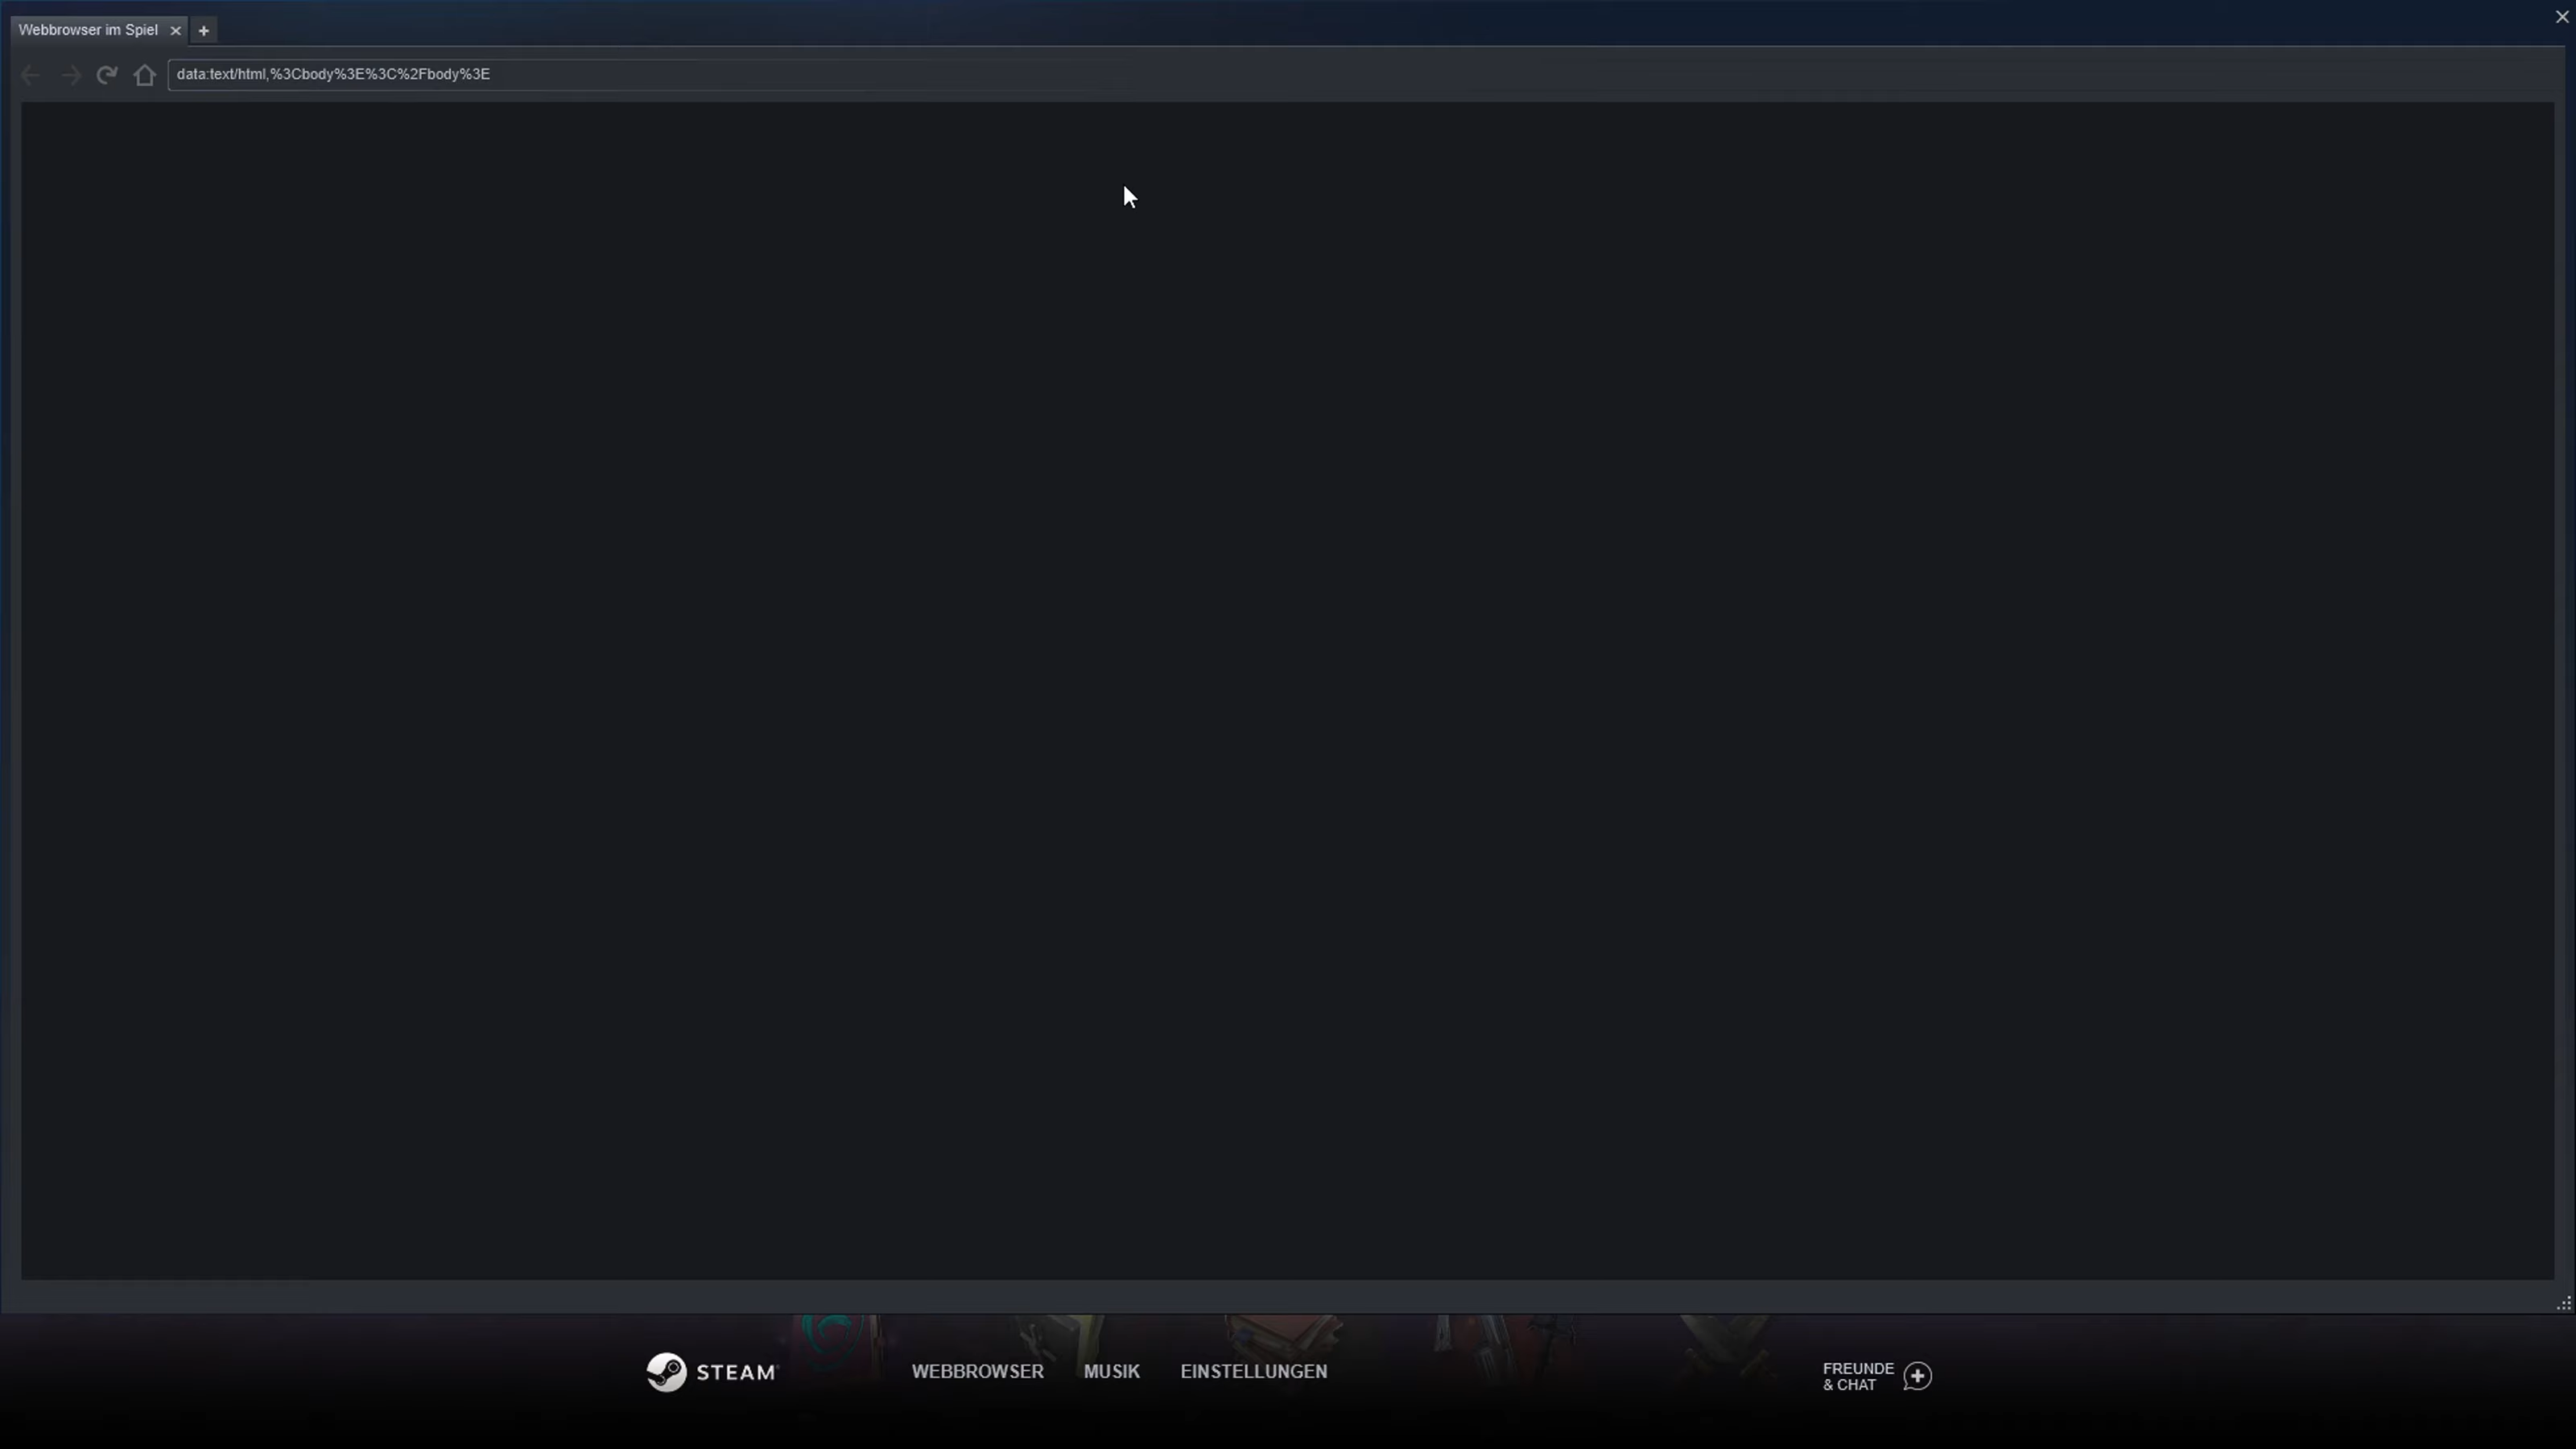 Webbrowser im Spiel
data:text/html,%3Cbody%3E%3C%2Fbody%3E
STEAM WEBBROWSER MUSIK EINSTELLUNGEN FREUNDE
& CHAT